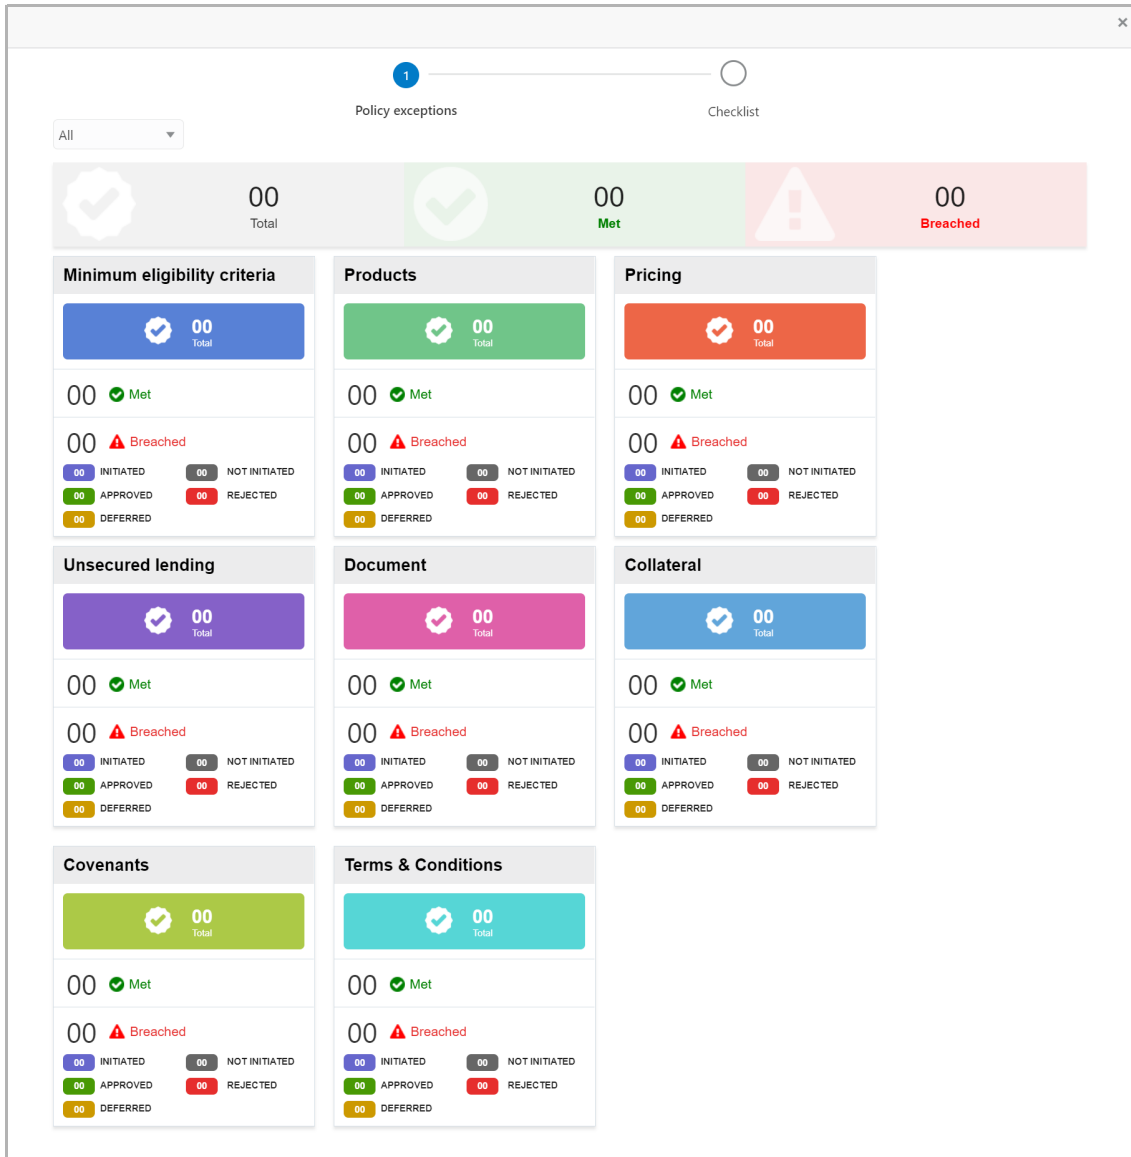 ×
1
Policy exceptions
Checklist
All
00
Total
00
Met
00
Breached
Minimum eligibility criteria
00
Total
00 Met
00 Breached
00 INITIATED 00 NOT INITIATED
00 APPROVED 00 REJECTED
00 DEFERRED
Products
00
Total
00 Met
00 Breached
00 INITIATED 00 NOT INITIATED
00 APPROVED 00 REJECTED
00 DEFERRED
Pricing
00
Total
00 Met
00 Breached
00 INITIATED 00 NOT INITIATED
00 APPROVED 00 REJECTED
00 DEFERRED
Unsecured lending
00
Total
00 Met
00 Breached
00 INITIATED 00 NOT INITIATED
00 APPROVED 00 REJECTED
00 DEFERRED
Document
00
Total
00 Met
00 Breached
00 INITIATED 00 NOT INITIATED
00 APPROVED 00 REJECTED
00 DEFERRED
Collateral
00
Total
00 Met
00 Breached
00 INITIATED 00 NOT INITIATED
00 APPROVED 00 REJECTED
00 DEFERRED
Covenants
00
Total
00 Met
00 Breached
00 INITIATED 00 NOT INITIATED
00 APPROVED 00 REJECTED
00 DEFERRED
Terms & Conditions
00
Total
00 Met
00 Breached
00 INITIATED 00 NOT INITIATED
00 APPROVED 00 REJECTED
00 DEFERRED